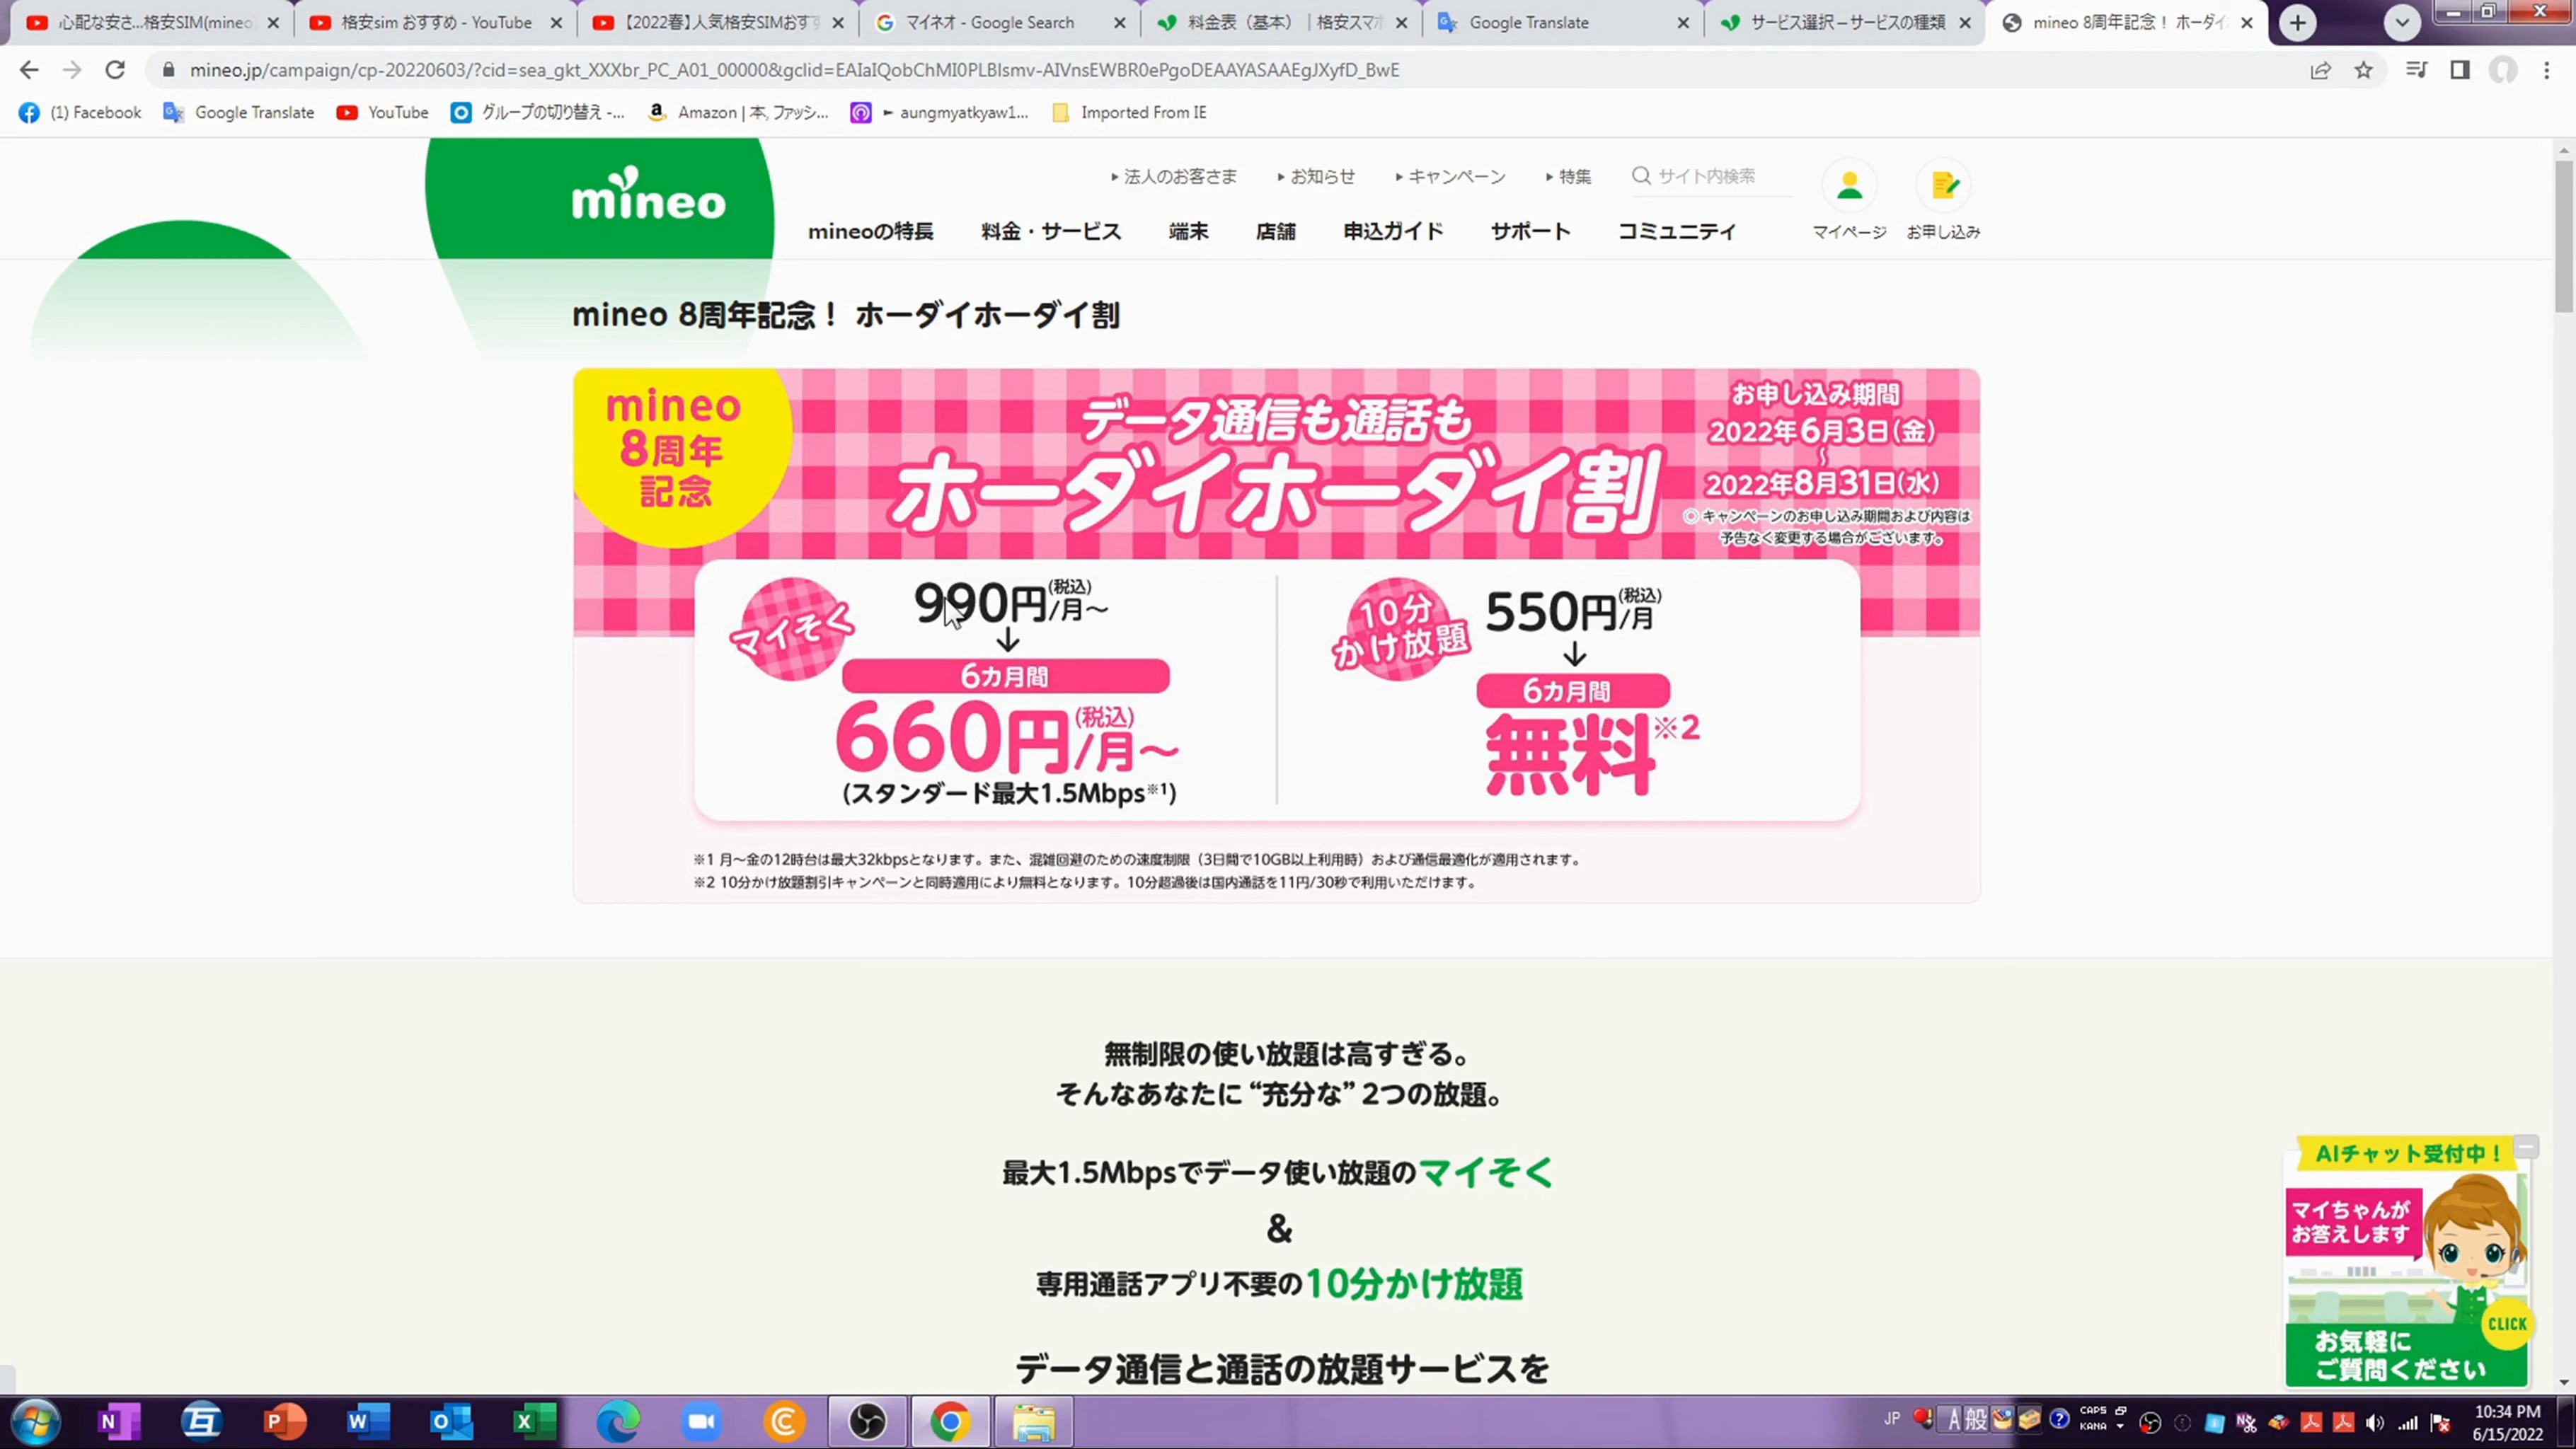 心配な安さ...格安SIM(mineo
格安sim おすすめ - YouTube
【2022春】人気格安SIMおす
マイネオ - Google Search
料金表（基本）｜格安スマホ
Google Translate
サービス選択－サービスの種類
mineo 8周年記念！ ホーダイ
mineo.jp/campaign/cp-20220603/?cid=sea_gkt_XXXbr_PC_A01_00000&gclid=EAIaIQobChMI0PLBIsmv-AIVnsEWBR0ePgoDEAAYASAAEgJXyfD_BwE
(1) Facebook
Google Translate
YouTube
グループの切り替え -...
Amazon | 本, ファッシ...
► aungmyatkyaw1...
Imported From IE
mineo
法人のお客さま
お知らせ
キャンペーン
特集
サイト内検索
mineoの特長
料金・サービス
端末
店舗
申込ガイド
サポート
コミュニティ
マイページ
お申し込み
mineo 8周年記念！ ホーダイホーダイ割
mineo
8周年
記念
データ通信も通話も
ホーダイホーダイ割
お申し込み期間
2022年6月3日(金)
〜
2022年8月31日(水)
◎キャンペーンのお申し込み期間および内容は
予告なく変更する場合がございます。
マイそく
990円(税込)/月〜
↓
6カ月間
660円(税込)/月〜
(スタンダード最大1.5Mbps※1)
10分
かけ放題
550円(税込)/月
↓
6カ月間
無料※2
※1 月〜金の12時台は最大32kbpsとなります。また、混雑回避のための速度制限（3日間で10GB以上利用時）および通信最適化が適用されます。
※2 10分かけ放題割引キャンペーンと同時適用により無料となります。10分超過後は国内通話を11円/30秒で利用いただけます。
無制限の使い放題は高すぎる。
そんなあなたに “充分な” 2つの放題。
最大1.5Mbpsでデータ使い放題のマイそく
&
専用通話アプリ不要の10分かけ放題
データ通信と通話の放題サービスを
AIチャット受付中！
マイちゃんが
お答えします
CLICK
お気軽に
ご質問ください
JP
A 般
CAPS
KANA
10:34 PM
6/15/2022